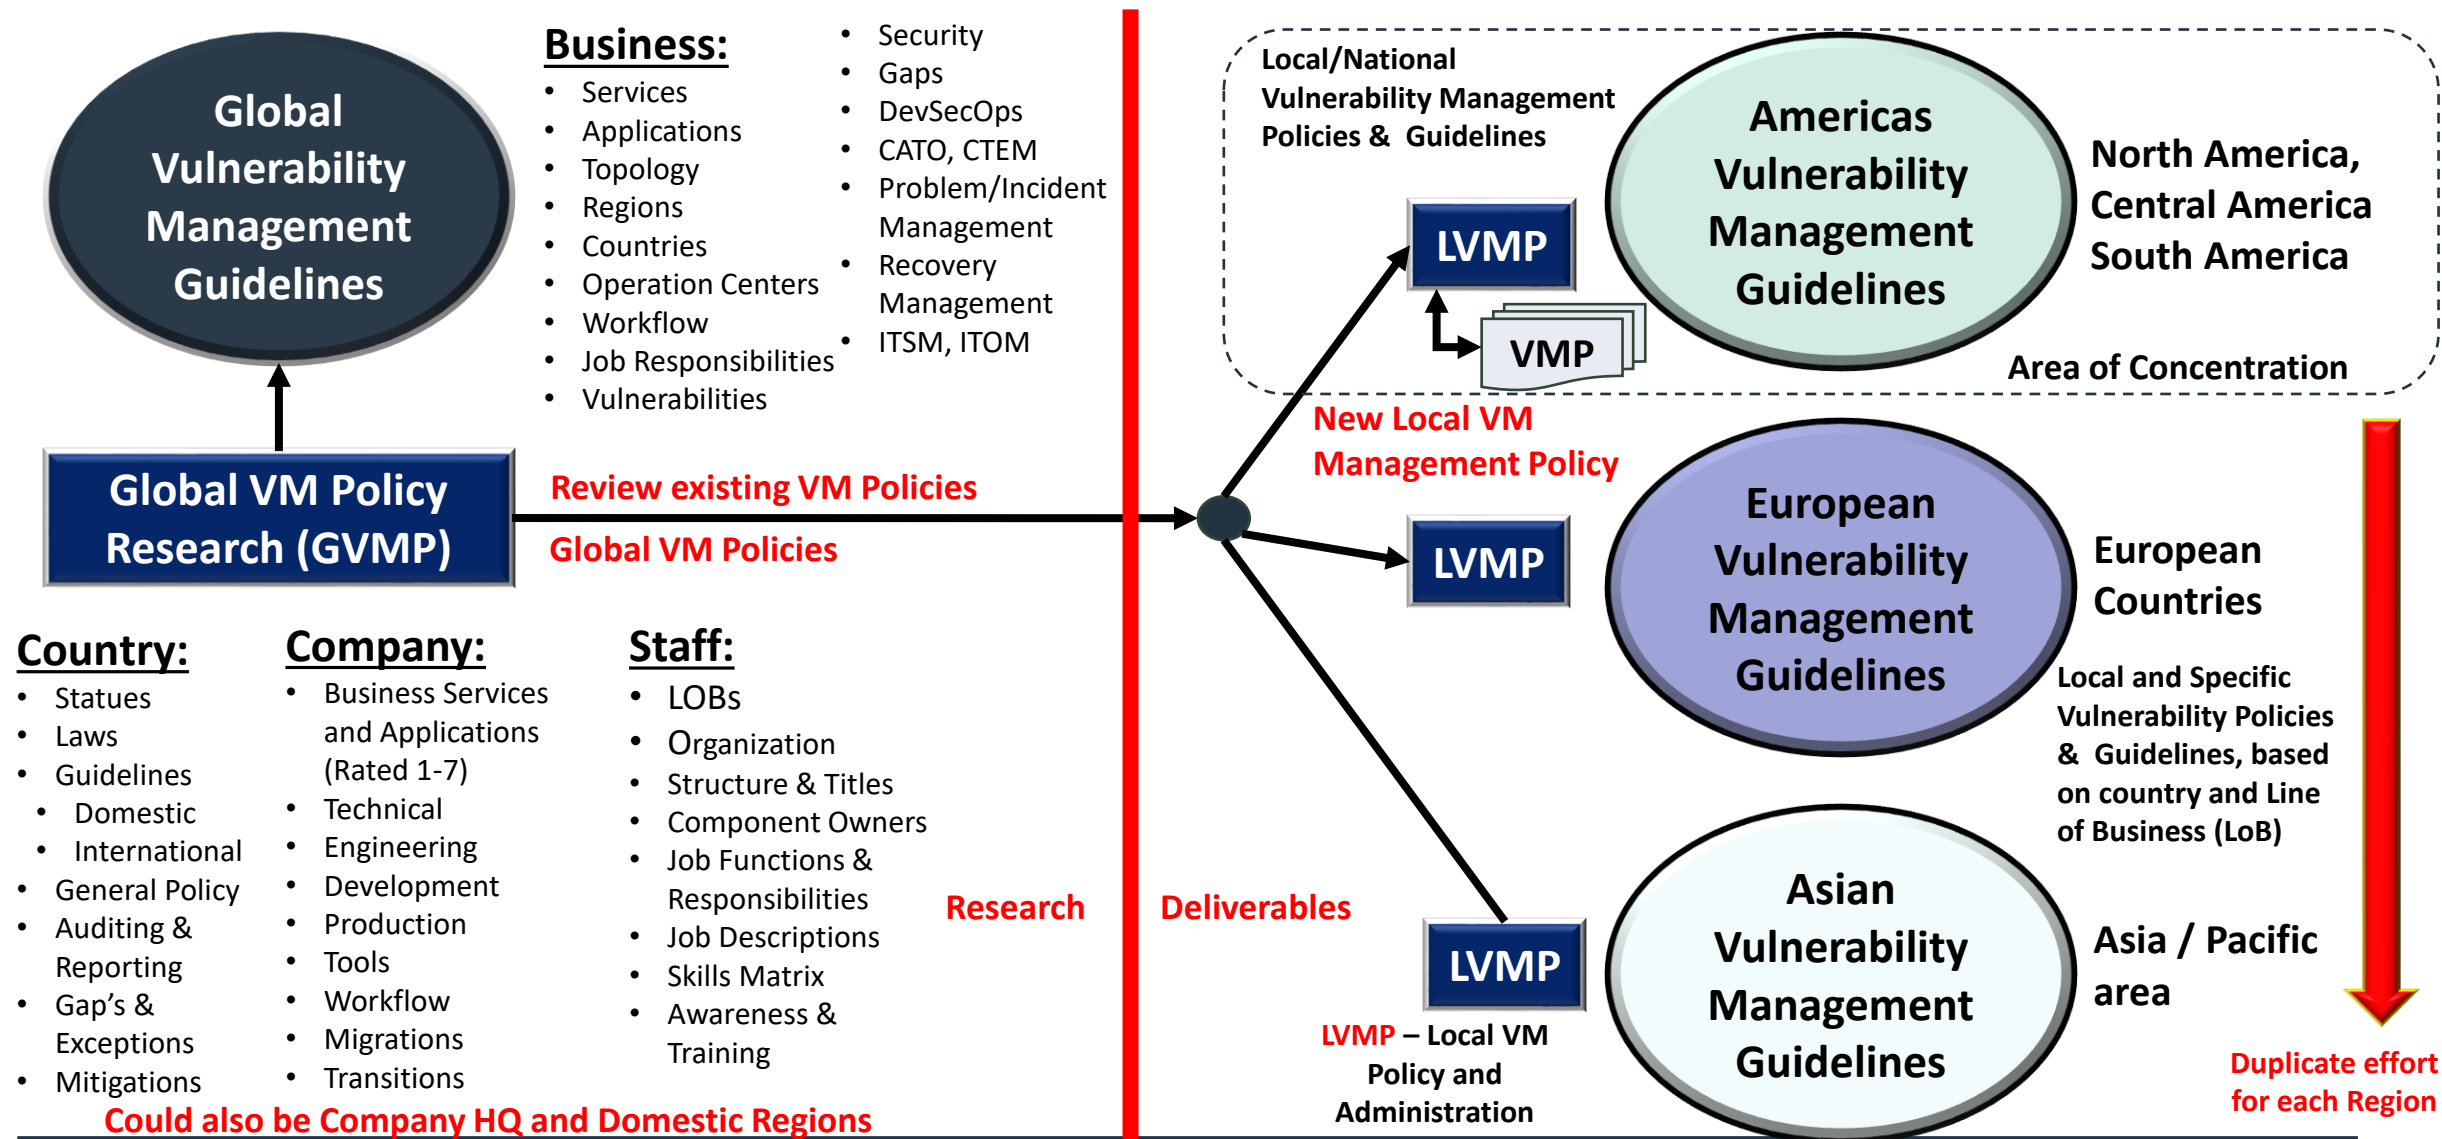 Global
Vulnerability
Management
Guidelines
Business:
• Services
• Applications
• Topology
• Regions
• Countries
• Operation Centers
• Workflow
• Job Responsibilities
• Vulnerabilities
• Security
• Gaps
• DevSecOps
• CATO, CTEM
• Problem/Incident
Management
• Recovery
Management
• ITSM, ITOM
Global VM Policy
Research (GVMP)
Review existing VM Policies
Global VM Policies
Country:
• Statues
• Laws
• Guidelines
• Domestic
• International
• General Policy
• Auditing &
Reporting
• Gap’s &
Exceptions
• Mitigations
Company:
• Business Services
and Applications
(Rated 1-7)
• Technical
• Engineering
• Development
• Production
• Tools
• Workflow
• Migrations
• Transitions
Staff:
• LOBs
• Organization
• Structure & Titles
• Component Owners
• Job Functions &
Responsibilities
• Job Descriptions
• Skills Matrix
• Awareness &
Training
Could also be Company HQ and Domestic Regions
Research
Deliverables
Local/National
Vulnerability Management
Policies & Guidelines
LVMP
VMP
Americas
Vulnerability
Management
Guidelines
North America,
Central America
South America
Area of Concentration
New Local VM
Management Policy
LVMP
European
Vulnerability
Management
Guidelines
European
Countries
Local and Specific
Vulnerability Policies
& Guidelines, based
on country and Line
of Business (LoB)
LVMP
LVMP – Local VM
Policy and
Administration
Asian
Vulnerability
Management
Guidelines
Asia / Pacific
area
Duplicate effort
for each Region